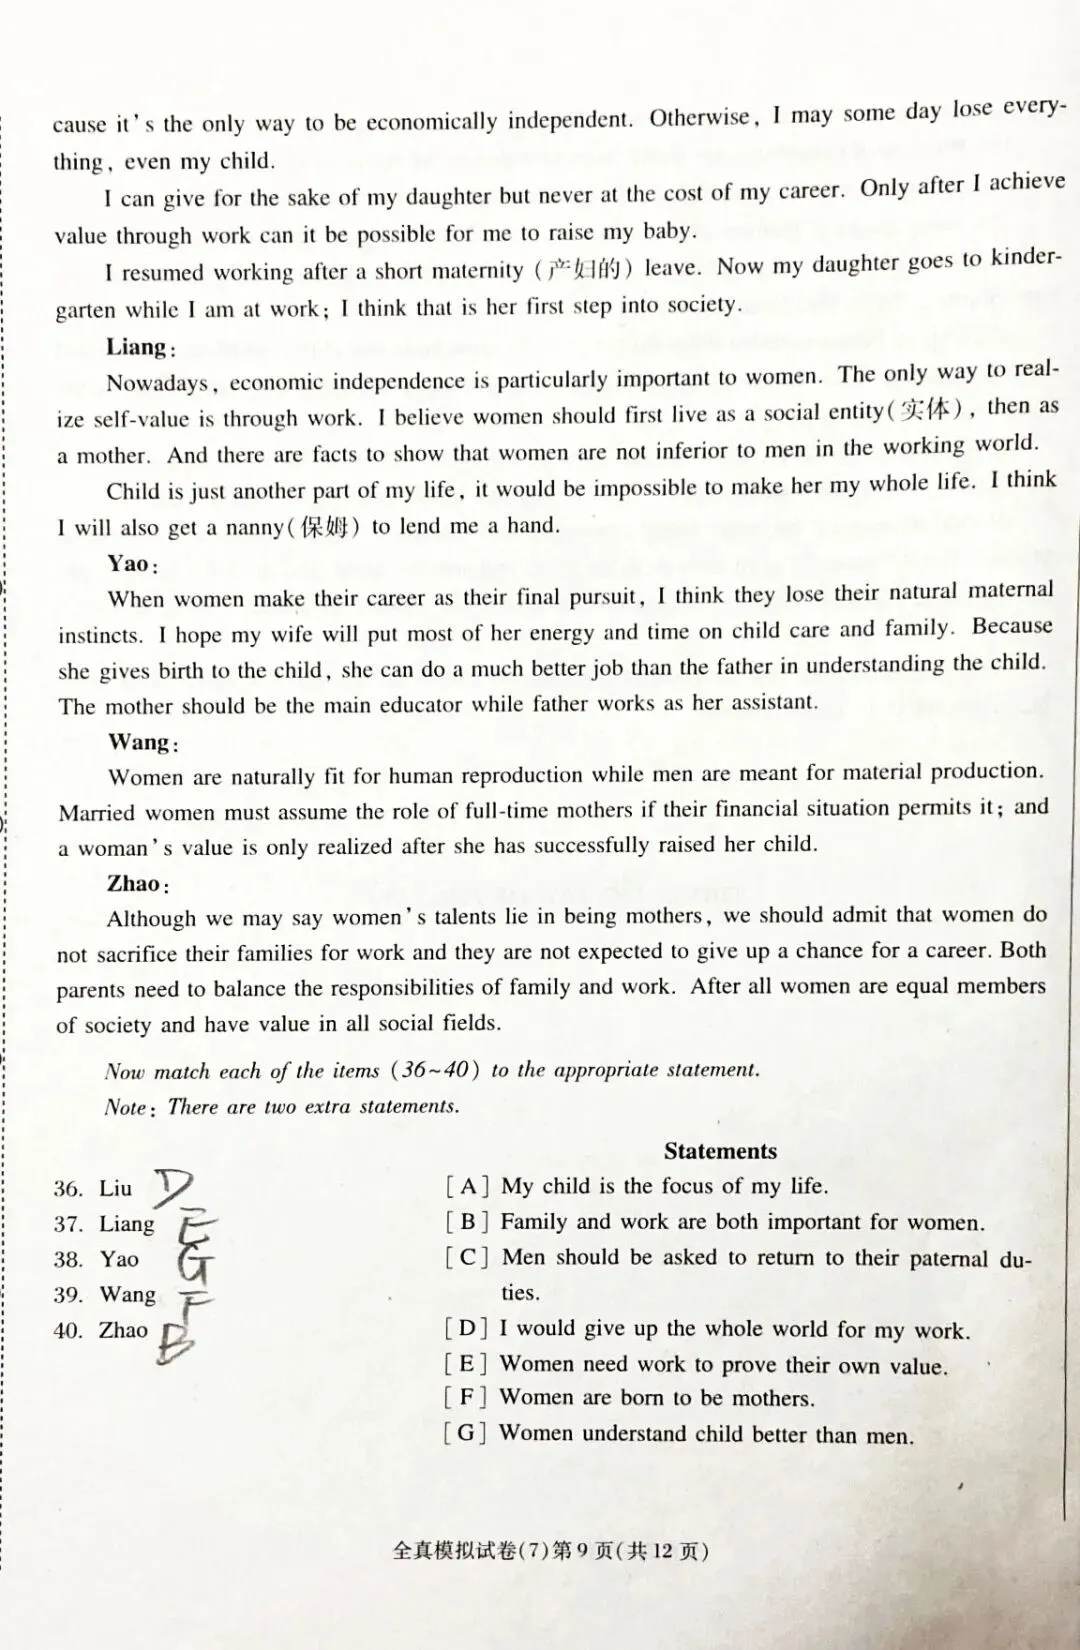 cause it's the only way to be economically independent. Otherwise, I may some day lose every-
thing, even my child.
I can give for the sake of my daughter but never at the cost of my career. Only after I achieve
value through work can it be possible for me to raise my baby.
I resumed working after a short maternity (产妇的) leave. Now my daughter goes to kinder-
garten while I am at work; I think that is her first step into society.
Liang:
Nowadays, economic independence is particularly important to women. The only way to real-
ize self-value is through work. I believe women should first live as a social entity(实体), then as
a mother. And there are facts to show that women are not inferior to men in the working world.
Child is just another part of my life, it would be impossible to make her my whole life. I think
I will also get a nanny(保姆) to lend me a hand.
Yao:
When women make their career as their final pursuit, I think they lose their natural maternal
instincts. I hope my wife will put most of her energy and time on child care and family. Because
she gives birth to the child, she can do a much better job than the father in understanding the child.
The mother should be the main educator while father works as her assistant.
Wang:
Women are naturally fit for human reproduction while men are meant for material production.
Married women must assume the role of full-time mothers if their financial situation permits it; and
a woman's value is only realized after she has successfully raised her child.
Zhao:
Although we may say women's talents lie in being mothers, we should admit that women do
not sacrifice their families for work and they are not expected to give up a chance for a career. Both
parents need to balance the responsibilities of family and work. After all women are equal members
of society and have value in all social fields.
Now match each of the items (36~40) to the appropriate statement.
Note: There are two extra statements.
Statements
36. Liu D
37. Liang E
38. Yao G
39. Wang F
40. Zhao B
[A] My child is the focus of my life.
[B] Family and work are both important for women.
[C] Men should be asked to return to their paternal du-
ties.
[D] I would give up the whole world for my work.
[E] Women need work to prove their own value.
[F] Women are born to be mothers.
[G] Women understand child better than men.
全真模拟试卷(7)第9页(共12页)